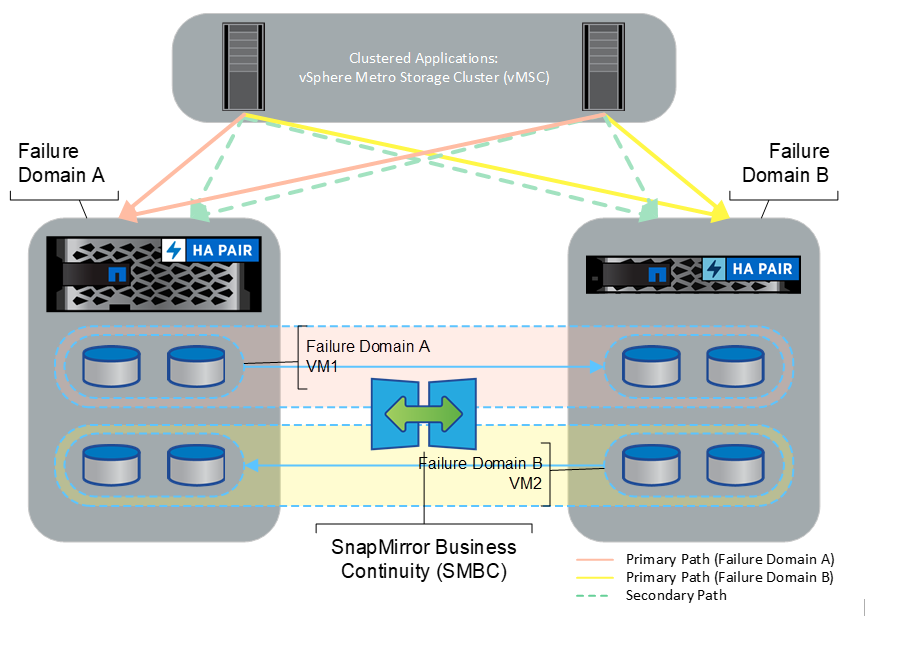 Clustered Applications:
vSphere Metro Storage Cluster (vMSC)
Failure
Domain A
Failure
Domain B
HA PAIR
HA PAIR
Failure Domain A
VM1
Failure Domain B
VM2
SnapMirror Business
Continuity (SMBC)
Primary Path (Failure Domain A)
Primary Path (Failure Domain B)
Secondary Path